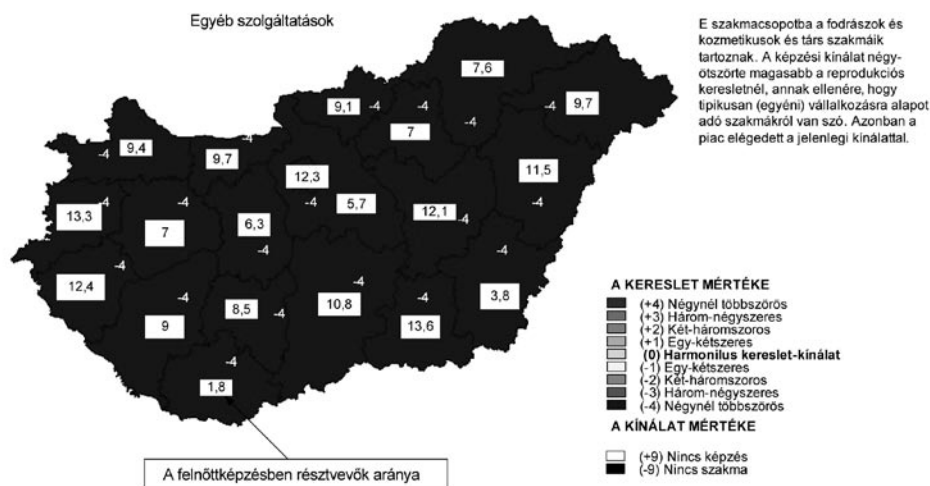 Egyéb szolgáltatások
E szakmacsopotba a fodrászok és
kozmetikusok és társ szakmáik
tartoznak. A képzési kínálat négy-
ötszörte magasabb a reprodukciós
keresletnél, annak ellenére, hogy
tipikusan (egyéni) vállalkozásra alapot
adó szakmákról van szó. Azonban a
piac elégedett a jelenlegi kínálattal.
7,6
9,1 -4 -4 -4 9,7
7 -4
-4 9,4 9,7 -4
12,3 11,5
13,3 -4 7 -4 6,3 -4 5,7 12,1 -4 -4
-4 -4 -4
12,4 -4 -4 8,5 -4 10,8 -4 3,8
9 13,6
-4
1,8
A felnőttképzésben résztvevők aránya
A KERESLET MÉRTÉKE
(+4) Négynél többszörös
(+3) Három-négyszeres
(+2) Két-háromszoros
(+1) Egy-kétszeres
(0) Harmonilus kereslet-kínálat
(-1) Egy-kétszeres
(-2) Két-háromszoros
(-3) Három-négyszeres
(-4) Négynél többszörös
A KÍNÁLAT MÉRTÉKE
(+9) Nincs képzés
(-9) Nincs szakma